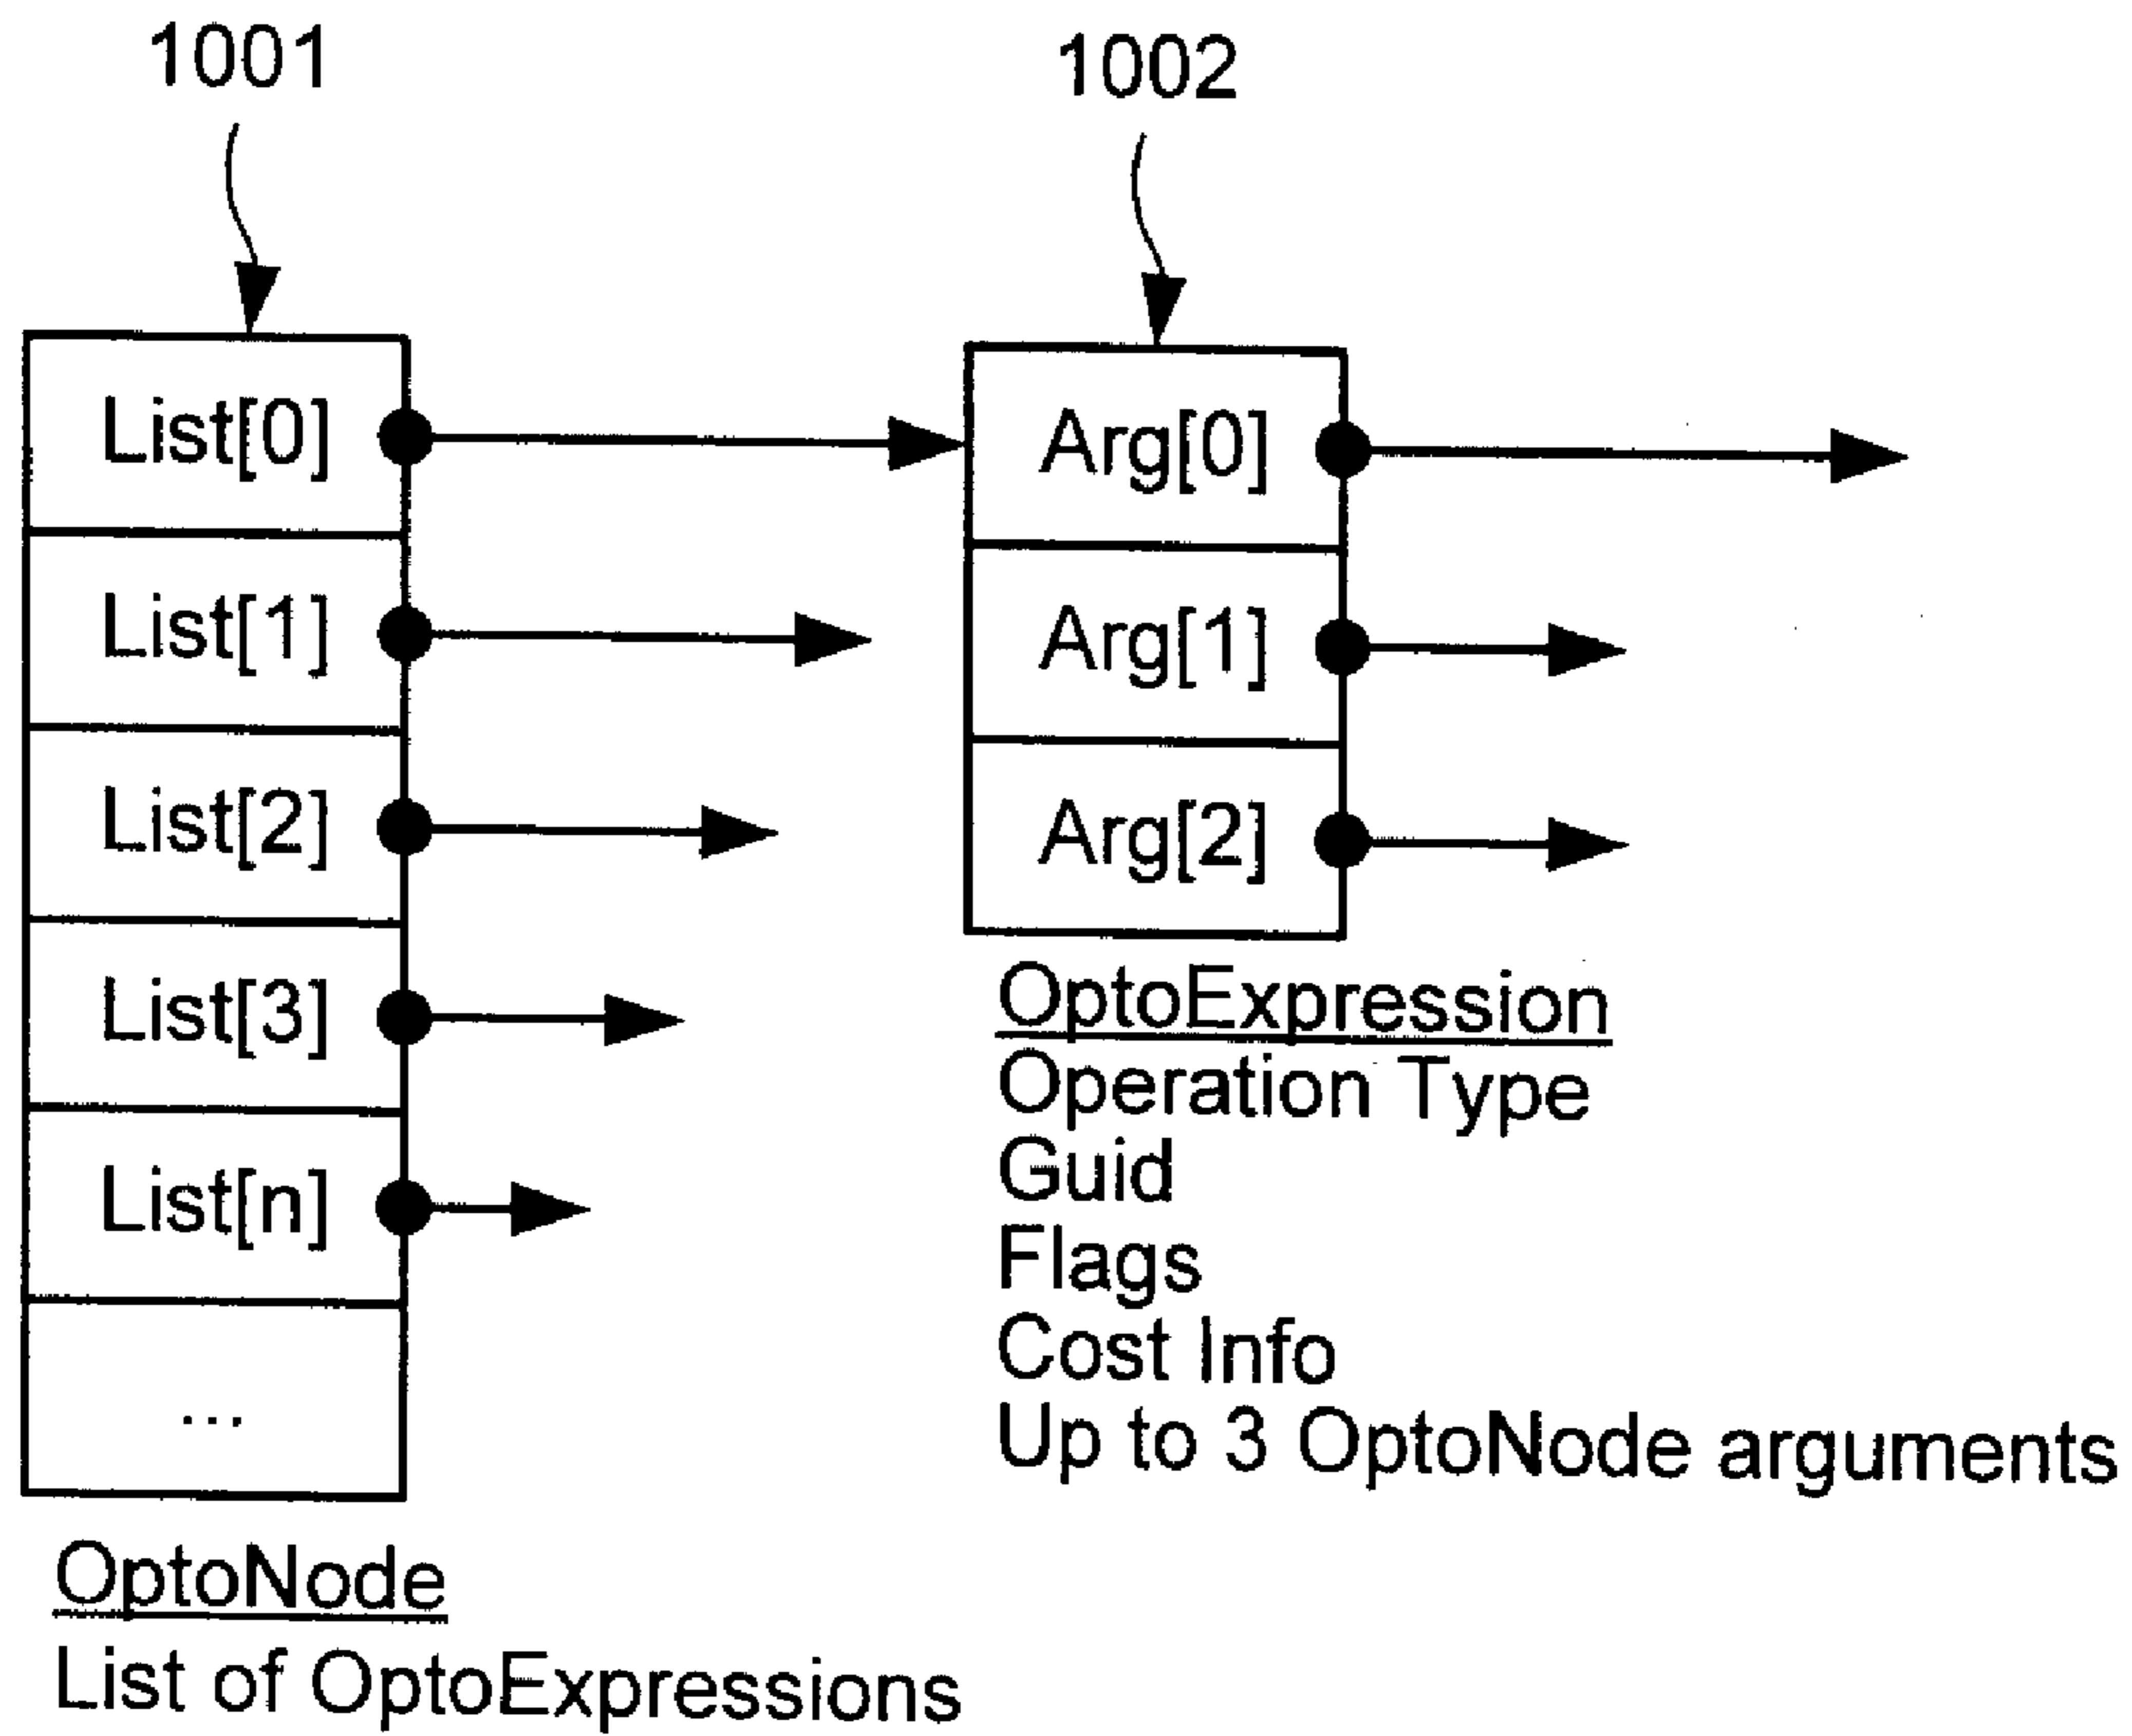 1001
1002
List[0]
List[1]
List[2]
List[3]
List[n]
...
Arg[0]
Arg[1]
Arg[2]
OptoExpression
Operation Type
Guid
Flags
Cost Info
Up to 3 OptoNode arguments
OptoNode
List of OptoExpressions